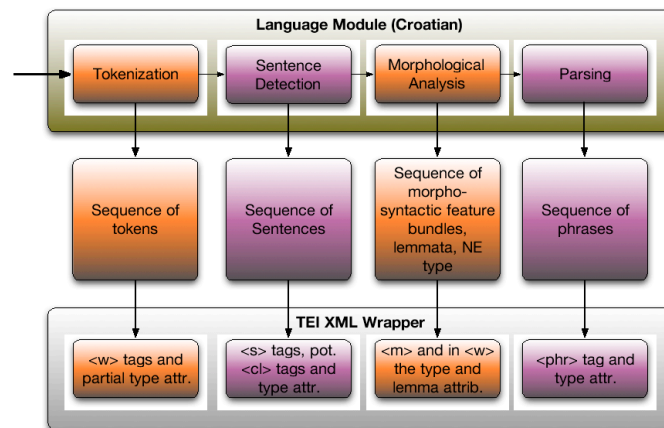 Language Module (Croatian)
Tokenization
Sentence
Detection
Morphological
Analysis
Parsing
Sequence of
tokens
Sequence of
Sentences
Sequence of
morpho-
syntactic feature
bundles,
lemmata, NE
type
Sequence of
phrases
TEI XML Wrapper
<w> tags and
partial type attr.
<s> tags, pot.
<cl> tags and
type attr.
<m> and in <w>
the type and
lemma attrib.
<phr> tag and
type attr.